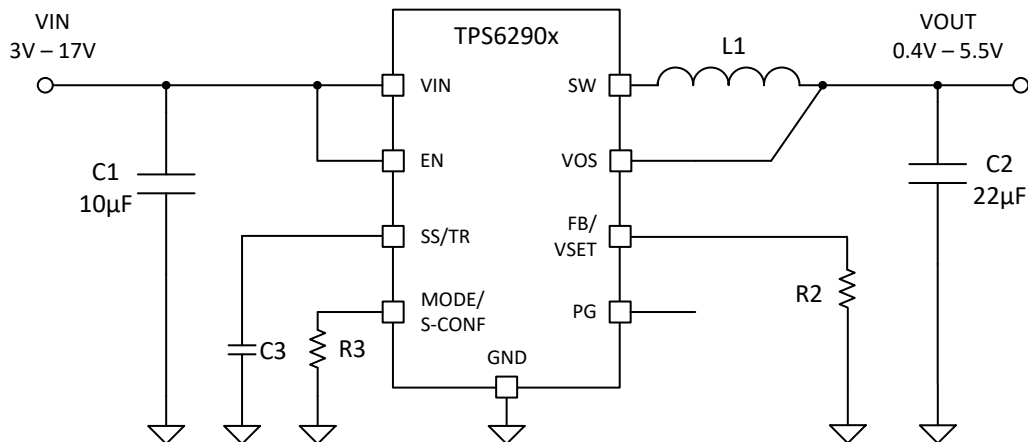 VIN
3V – 17V
TPS6290x
L1
VOUT
0.4V – 5.5V
VIN
SW
EN
VOS
C1
10µF
C2
22µF
SS/TR
FB/
VSET
R2
MODE/
S-CONF
PG
C3
R3
GND